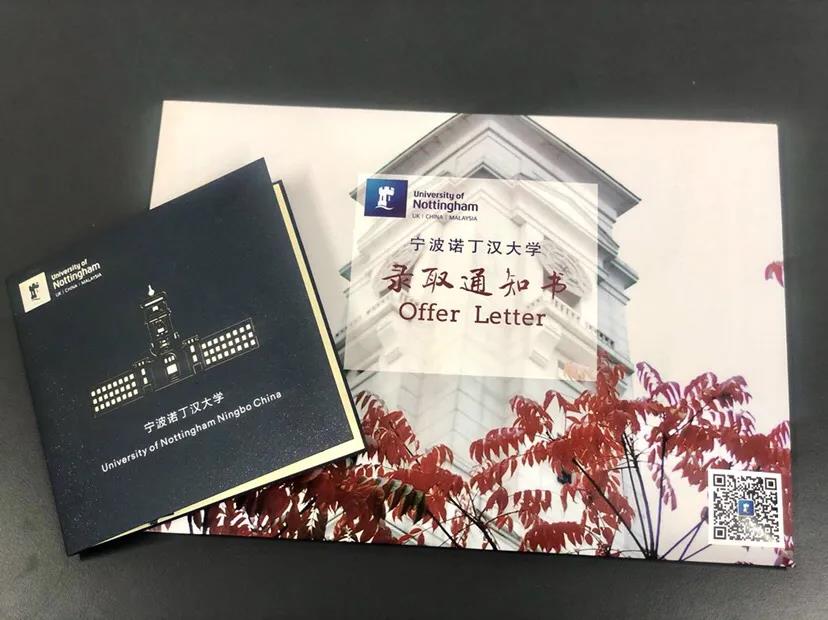 University of
Nottingham
UK | CHINA | MALAYSIA
宁波诺丁汉大学
University of Nottingham Ningbo China
University of
Nottingham
UK | CHINA | MALAYSIA
宁波诺丁汉大学
录取通知书
Offer Letter